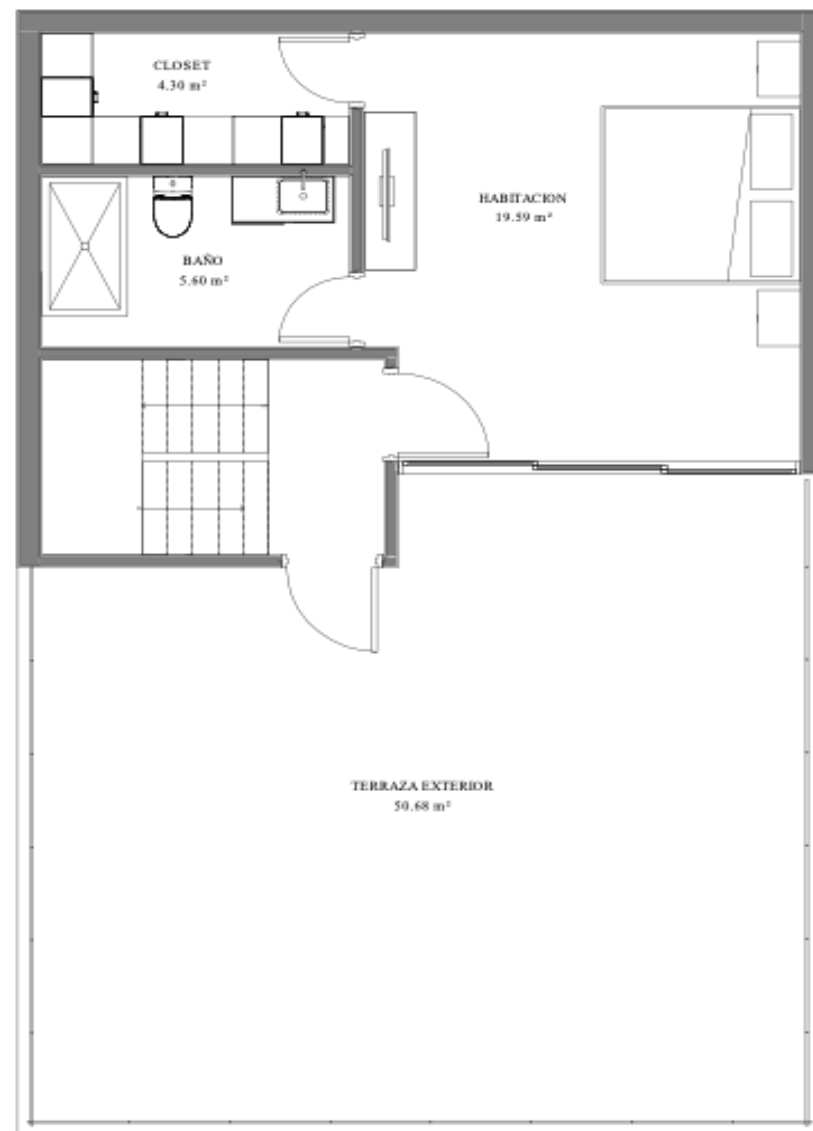 CLOSET
4.30 m²
HABITACION
19.59 m²
BAÑO
5.60 m²
TERRAZA EXTERIOR
50.68 m²